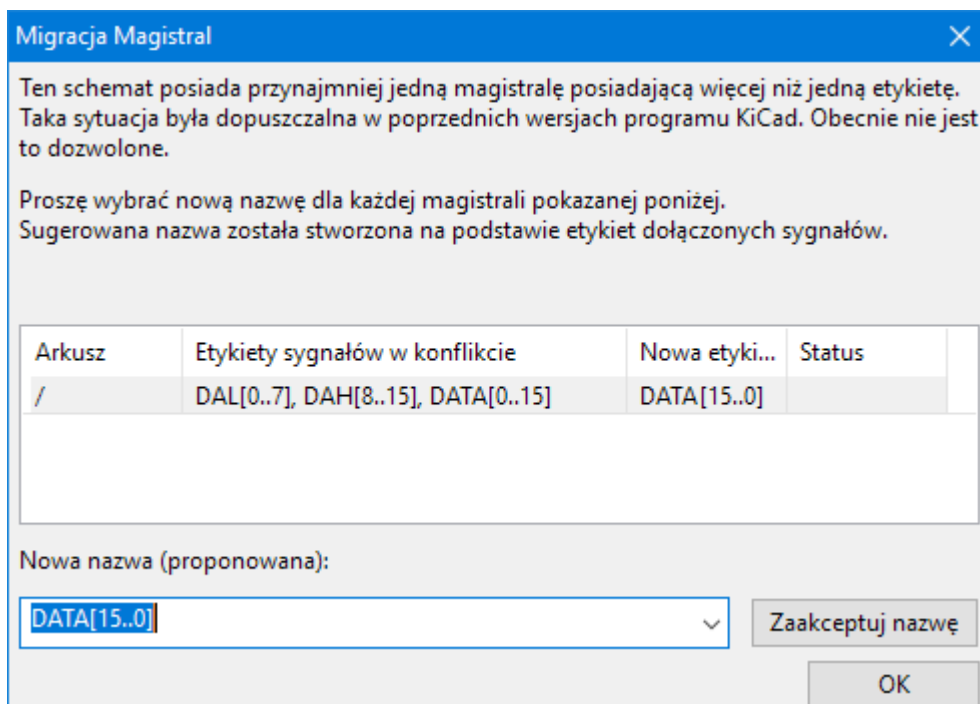 Migracja Magistral
Ten schemat posiada przynajmniej jedną magistralę posiadającą więcej niż jedną etykietę.
Taka sytuacja była dopuszczalna w poprzednich wersjach programu KiCad. Obecnie nie jest
to dozwolone.
Proszę wybrać nową nazwę dla każdej magistrali pokazanej poniżej.
Sugerowana nazwa została stworzona na podstawie etykiet dołączonych sygnałów.
Arkusz Etykiety sygnałów w konflikcie Nowa etyki... Status
/ DAL[0..7], DAH[8..15], DATA[0..15] DATA[15..0]
Nowa nazwa (proponowana):
DATA[15..0] Zaakceptuj nazwę
OK